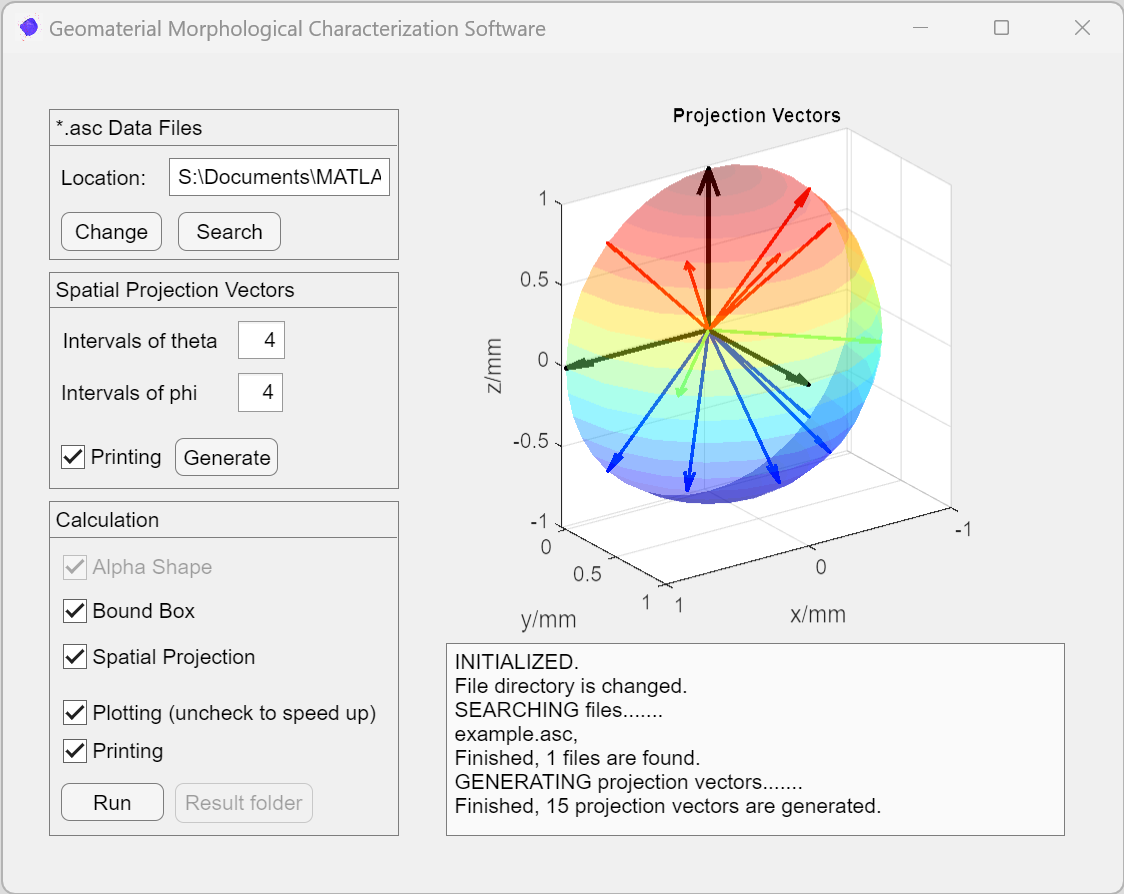 Geomaterial Morphological Characterization Software
*.asc Data Files
Location: S:\Documents\MATLA
Change Search
Spatial Projection Vectors
Intervals of theta 4
Intervals of phi 4
Printing Generate
Calculation
Alpha Shape
Bound Box
Spatial Projection
Plotting (uncheck to speed up)
Printing
Run Result folder
Projection Vectors
1
0.5
0
-0.5
-1
z/mm
0
0.5
1
y/mm
1
0
-1
x/mm
INITIALIZED.
File directory is changed.
SEARCHING files.......
example.asc,
Finished, 1 files are found.
GENERATING projection vectors.......
Finished, 15 projection vectors are generated.